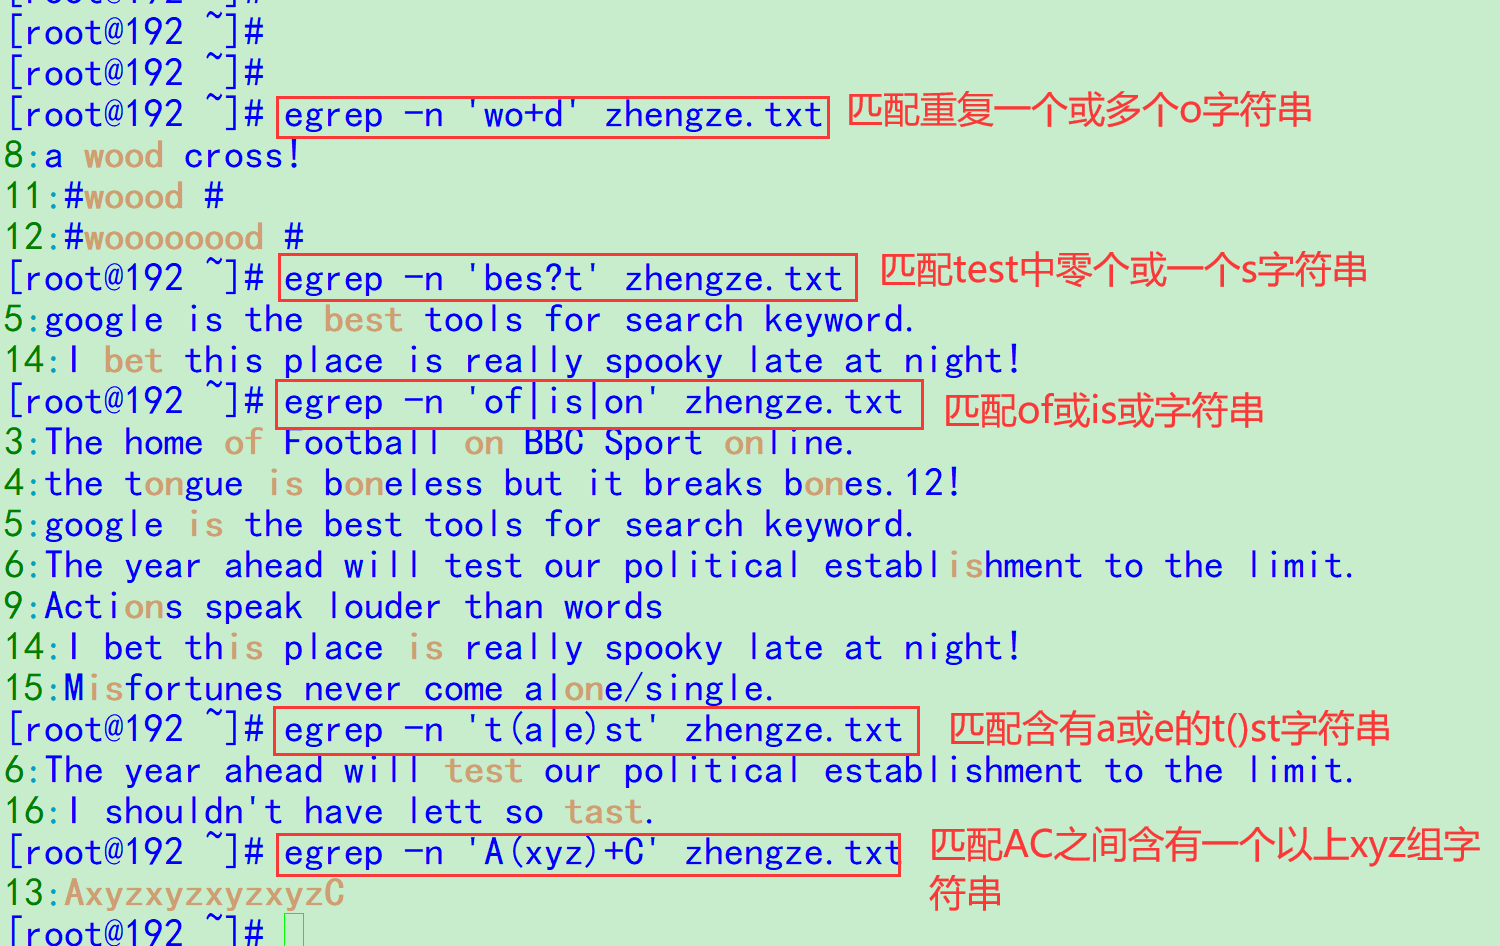 [root@192 ~]#
[root@192 ~]#
[root@192 ~]#
[root@192 ~]# egrep -n 'wo+d' zhengze.txt 匹配重复一个或多个o字符串
8:a wood cross!
11:#woood #
12:#woooooood #
[root@192 ~]# egrep -n 'bes?t' zhengze.txt 匹配test中零个或一个s字符串
5:google is the best tools for search keyword.
14:I bet this place is really spooky late at night!
[root@192 ~]# egrep -n 'of|is|on' zhengze.txt 匹配of或is或字符串
3:The home of Football on BBC Sport online.
4:the tongue is boneless but it breaks bones.12!
5:google is the best tools for search keyword.
6:The year ahead will test our political establishment to the limit.
9:Actions speak louder than words
14:I bet this place is really spooky late at night!
15:Misfortunes never come alone/single.
[root@192 ~]# egrep -n 't(a|e)st' zhengze.txt 匹配含有a或e的t()st字符串
6:The year ahead will test our political establishment to the limit.
16:I shouldn't have lett so tast.
[root@192 ~]# egrep -n 'A(xyz)+C' zhengze.txt 匹配AC之间含有一个以上xyz组字
符串
13:AxyzxyzxyzxyzC
[root@192 ~]#